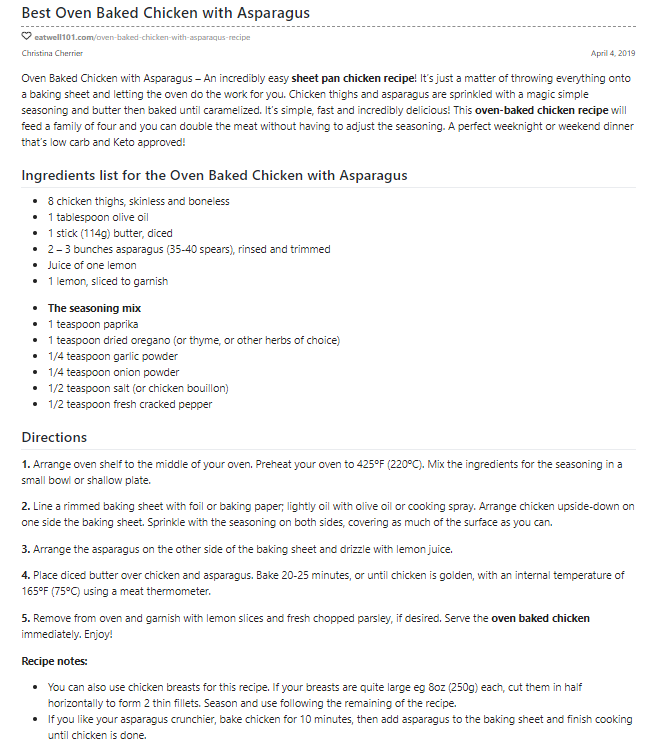 Best Oven Baked Chicken with Asparagus
eatwell101.com/oven-baked-chicken-with-asparagus-recipe
Christina Cherrier
April 4, 2019
Oven Baked Chicken with Asparagus – An incredibly easy sheet pan chicken recipe! It's just a matter of throwing everything onto
a baking sheet and letting the oven do the work for you. Chicken thighs and asparagus are sprinkled with a magic simple
seasoning and butter then baked until caramelized. It's simple, fast and incredibly delicious! This oven-baked chicken recipe will
feed a family of four and you can double the meat without having to adjust the seasoning. A perfect weeknight or weekend dinner
that's low carb and Keto approved!
Ingredients list for the Oven Baked Chicken with Asparagus
• 8 chicken thighs, skinless and boneless
• 1 tablespoon olive oil
• 1 stick (114g) butter, diced
• 2 – 3 bunches asparagus (35-40 spears), rinsed and trimmed
• Juice of one lemon
• 1 lemon, sliced to garnish
• The seasoning mix
• 1 teaspoon paprika
• 1 teaspoon dried oregano (or thyme, or other herbs of choice)
• 1/4 teaspoon garlic powder
• 1/4 teaspoon onion powder
• 1/2 teaspoon salt (or chicken bouillon)
• 1/2 teaspoon fresh cracked pepper
Directions
1. Arrange oven shelf to the middle of your oven. Preheat your oven to 425ºF (220ºC). Mix the ingredients for the seasoning in a
small bowl or shallow plate.
2. Line a rimmed baking sheet with foil or baking paper; lightly oil with olive oil or cooking spray. Arrange chicken upside-down on
one side the baking sheet. Sprinkle with the seasoning on both sides, covering as much of the surface as you can.
3. Arrange the asparagus on the other side of the baking sheet and drizzle with lemon juice.
4. Place diced butter over chicken and asparagus. Bake 20-25 minutes, or until chicken is golden, with an internal temperature of
165ºF (75ºC) using a meat thermometer.
5. Remove from oven and garnish with lemon slices and fresh chopped parsley, if desired. Serve the oven baked chicken
immediately. Enjoy!
Recipe notes:
• You can also use chicken breasts for this recipe. If your breasts are quite large eg 8oz (250g) each, cut them in half
horizontally to form 2 thin fillets. Season and use following the remaining of the recipe.
• If you like your asparagus crunchier, bake chicken for 10 minutes, then add asparagus to the baking sheet and finish cooking
until chicken is done.